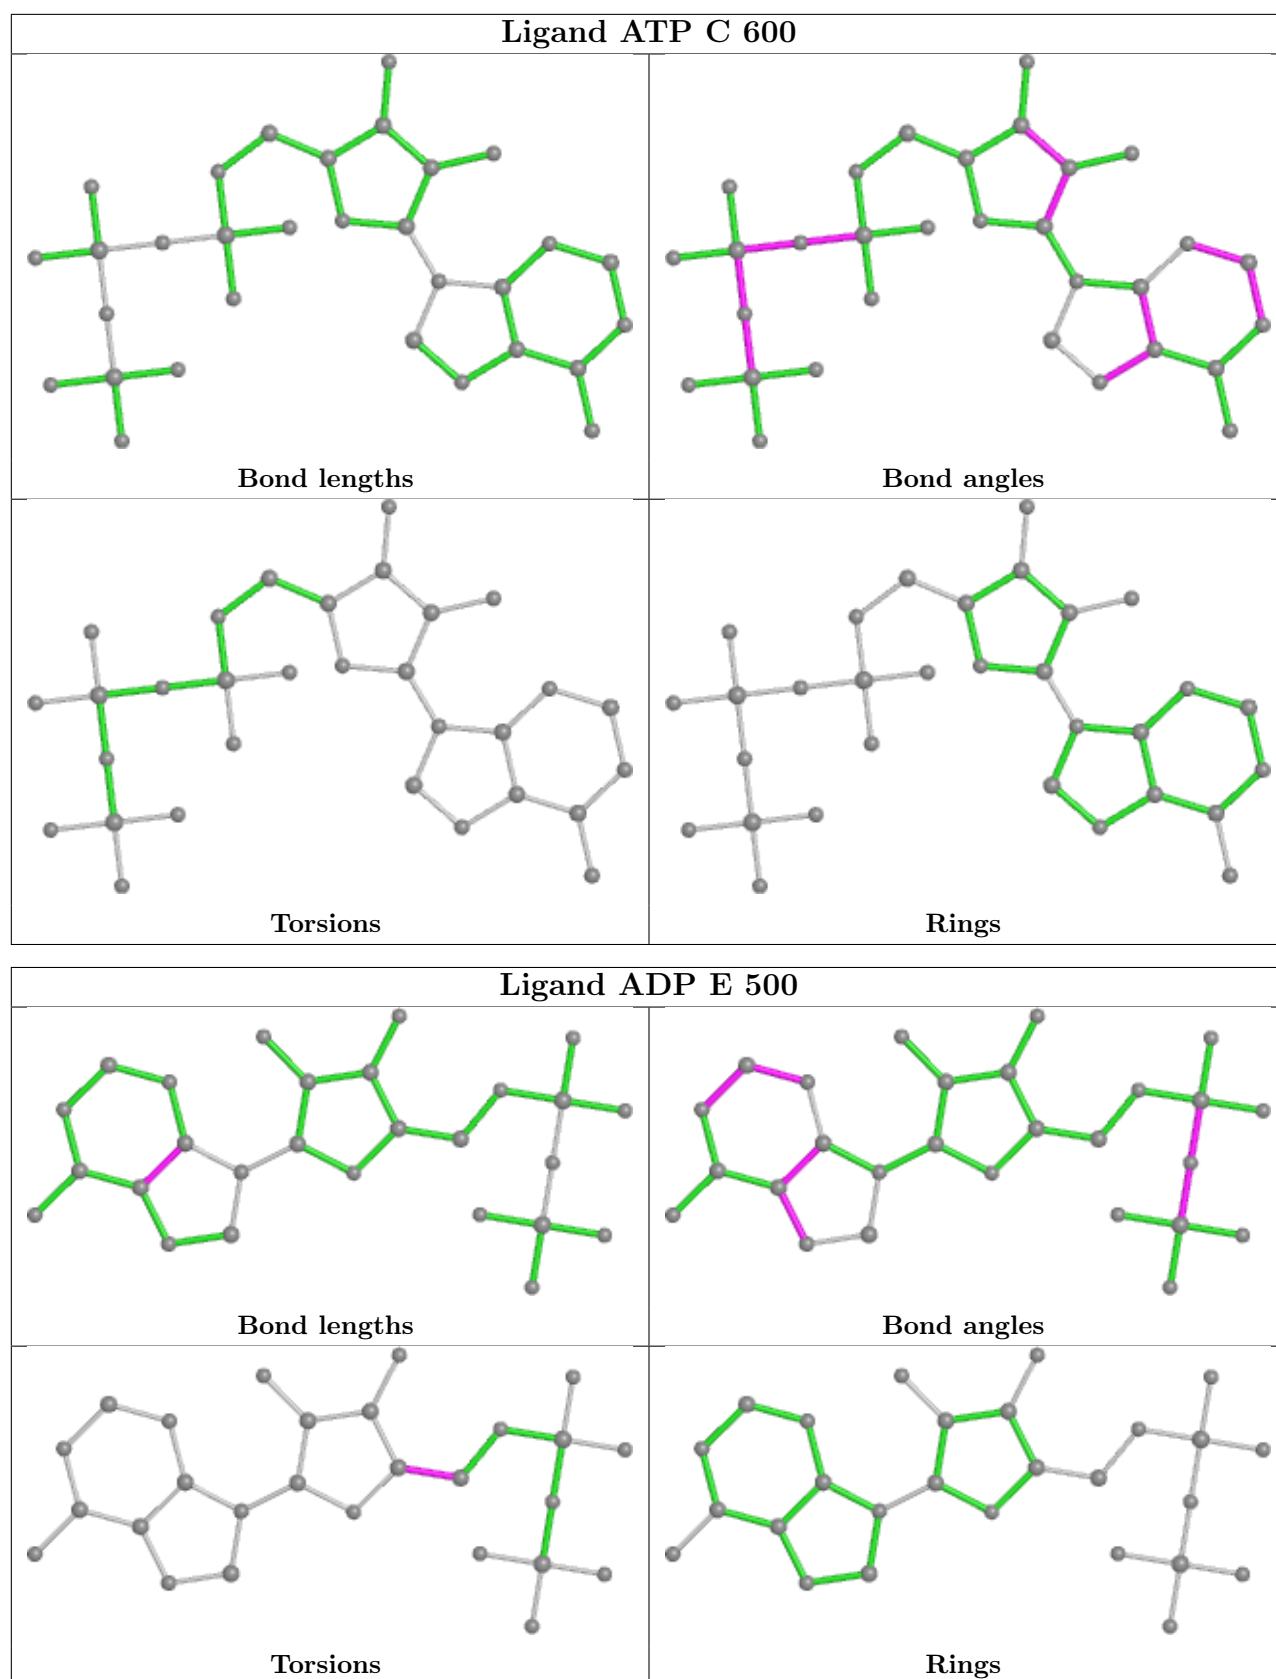 Ligand ATP C 600
Bond lengths
Bond angles
Torsions
Rings
Ligand ADP E 500
Bond lengths
Bond angles
Torsions
Rings